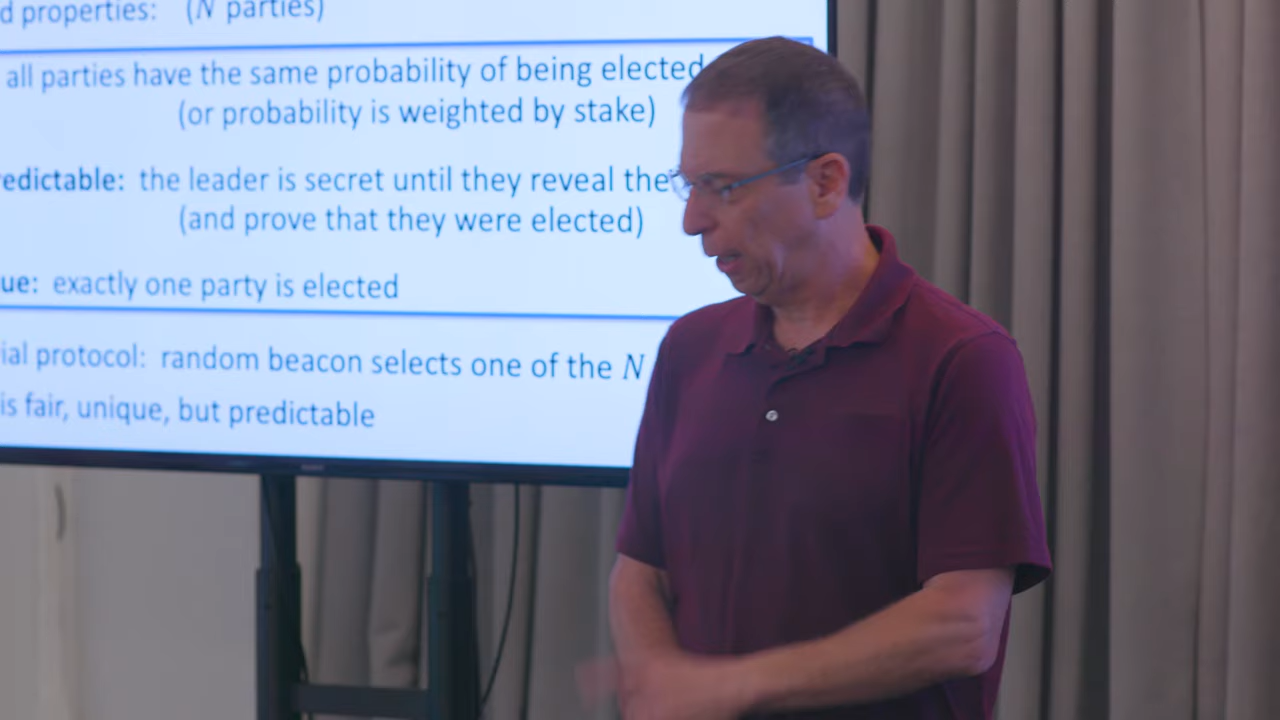 d properties: (N parties)
all parties have the same probability of being elected
(or probability is weighted by stake)
redictable: the leader is secret until they reveal the
(and prove that they were elected)
ue: exactly one party is elected
ial protocol: random beacon selects one of the N
is fair, unique, but predictable